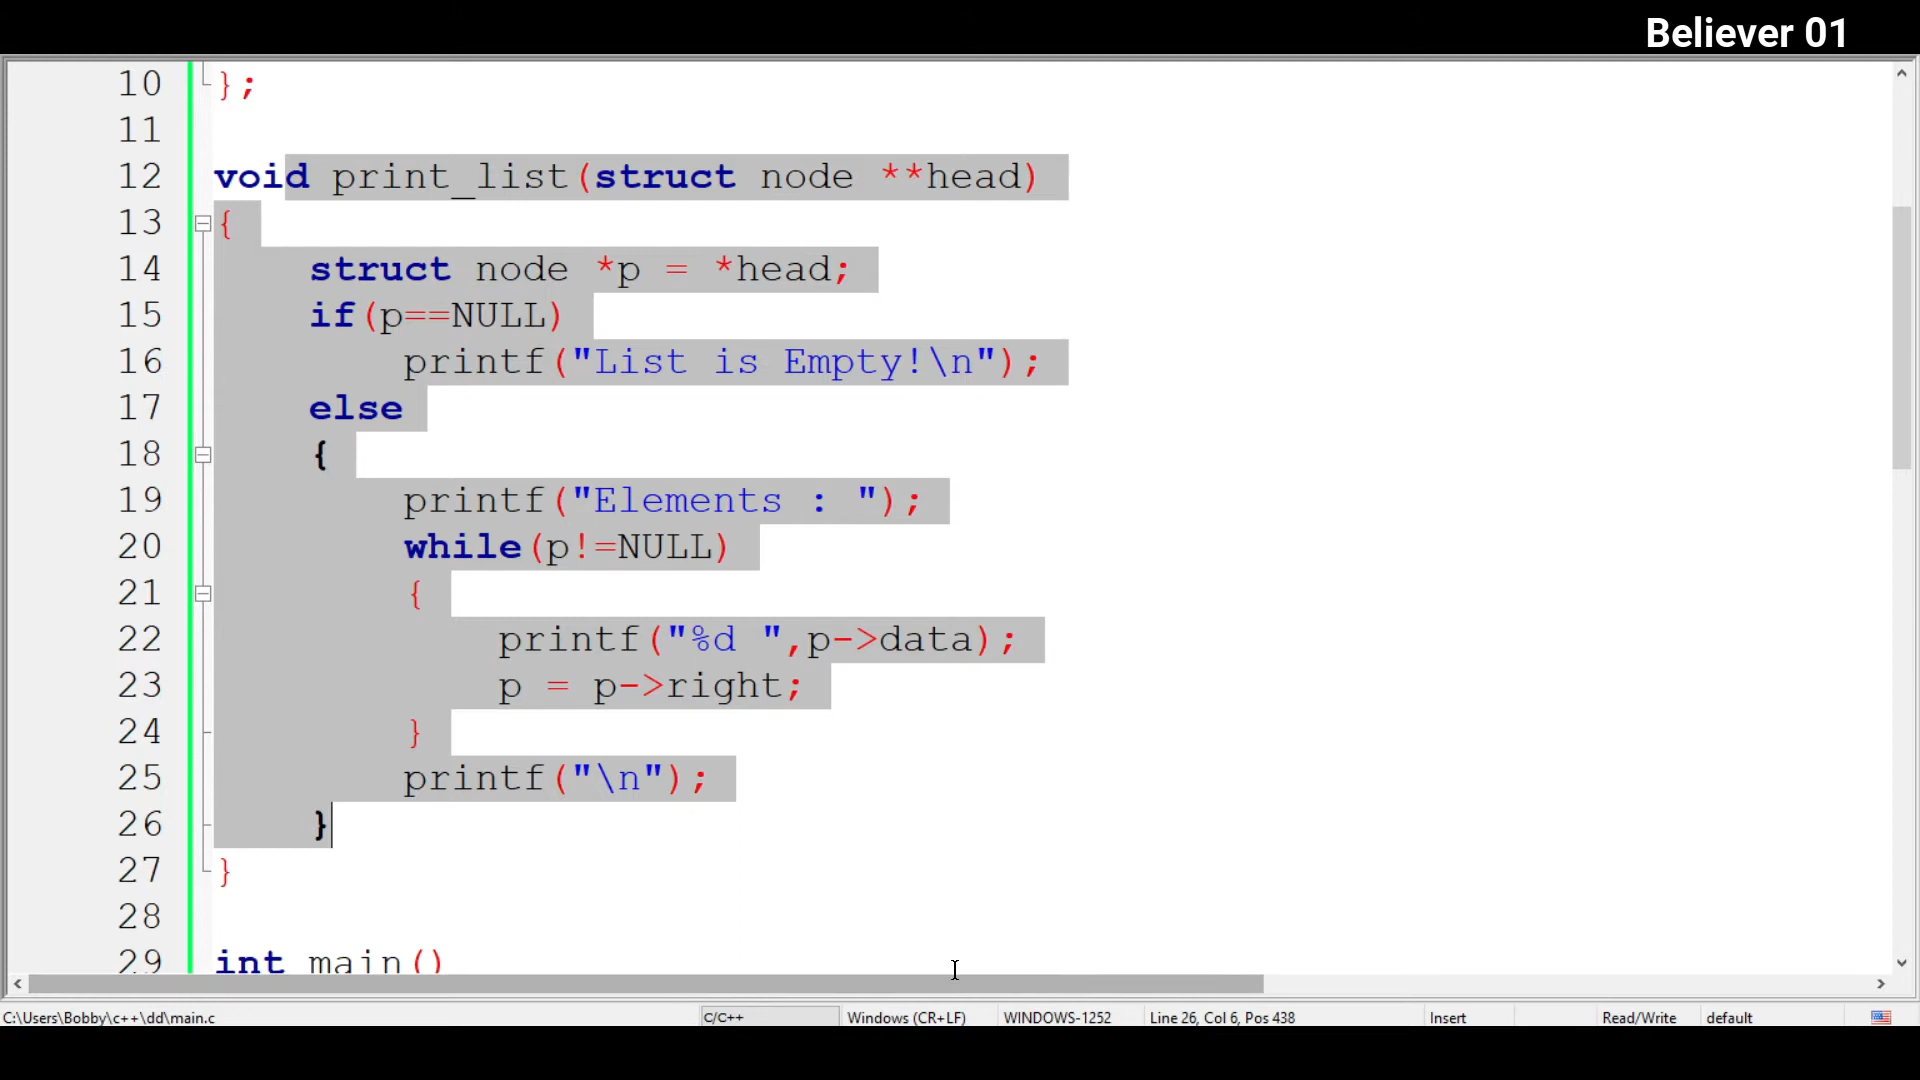 Believer 01
10 };
11
12 void print_list(struct node **head)
13 {
14 struct node *p = *head;
15 if(p==NULL)
16 printf("List is Empty!\n");
17 else
18 {
19 printf("Elements : ");
20 while(p!=NULL)
21 {
22 printf("%d ",p->data);
23 p = p->right;
24 }
25 printf("\n");
26 }
27 }
28
29 int main()
C:\Users\Bobby\c++\dd\main.c C/C++ Windows (CR+LF) WINDOWS-1252 Line 26, Col 6, Pos 438 Insert Read/Write default